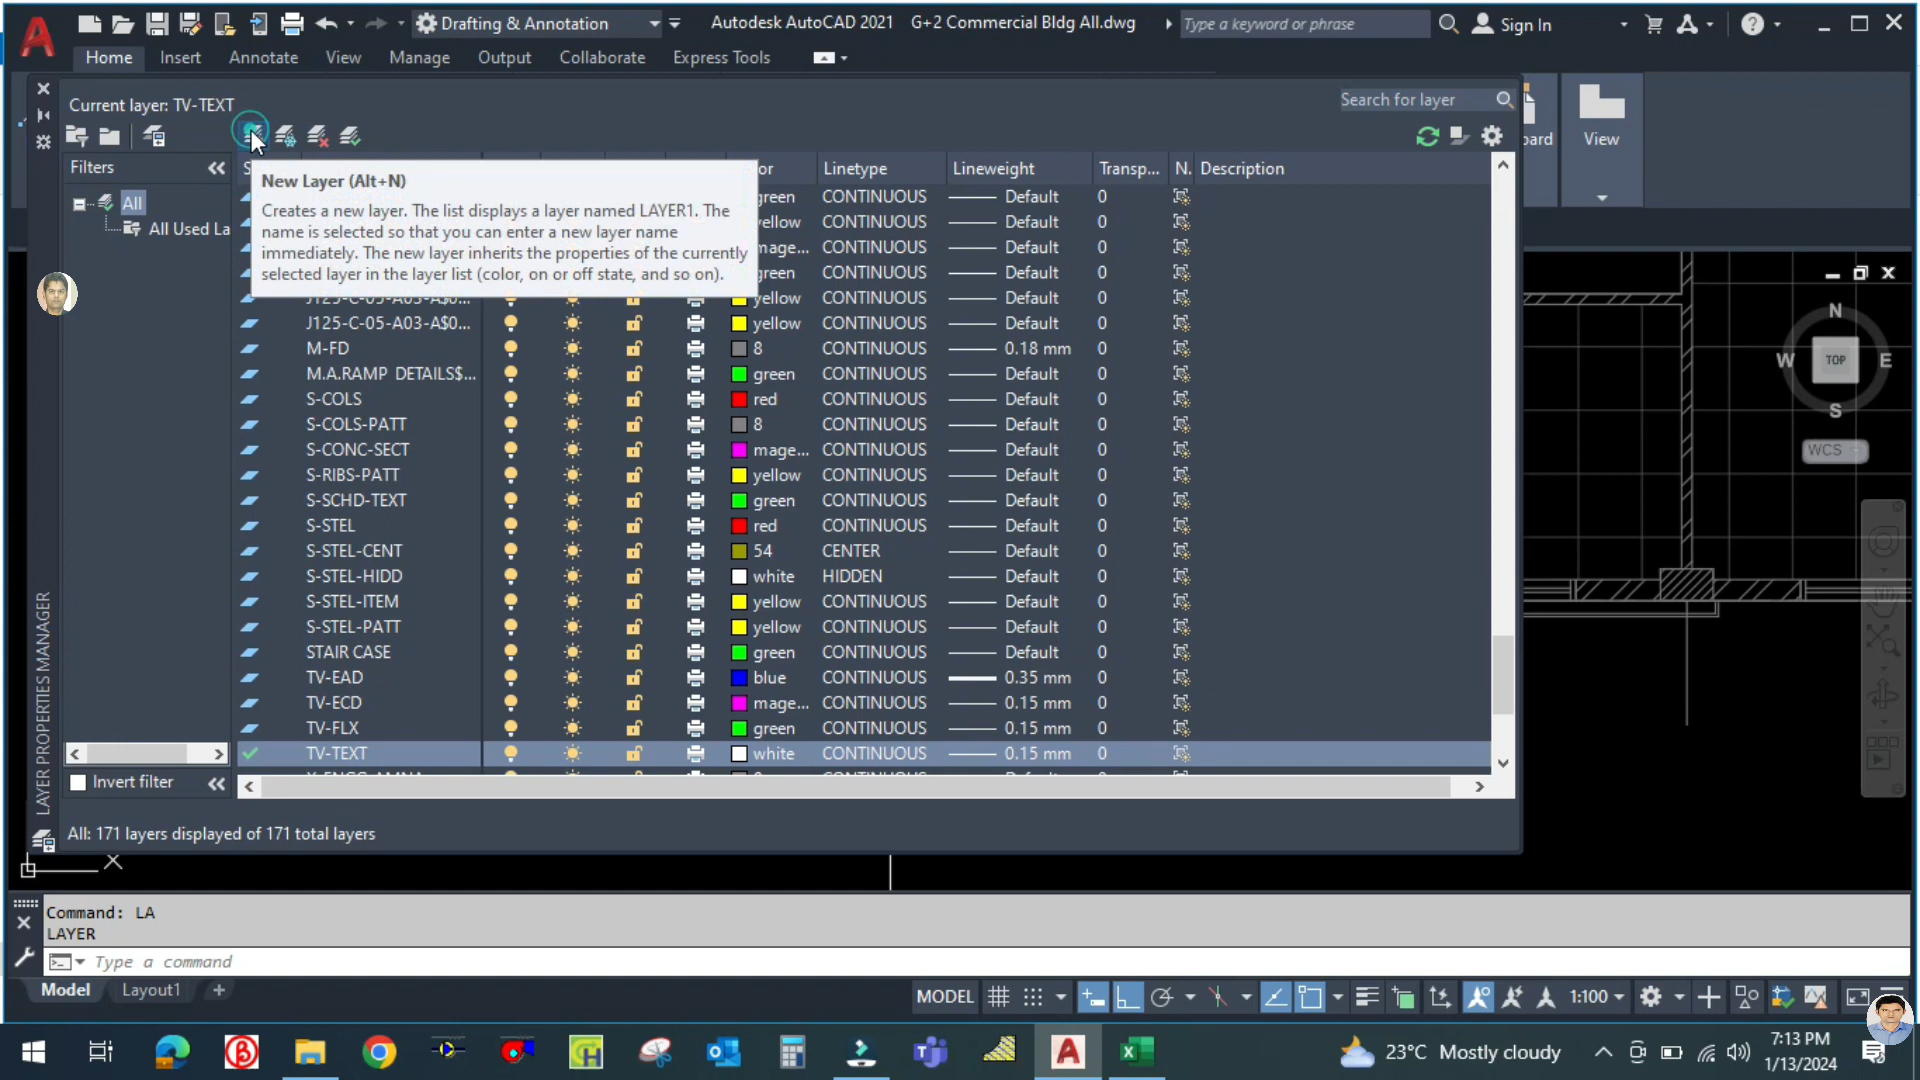 Drafting & Annotation
Autodesk AutoCAD 2021 G+2 Commercial Bldg All.dwg
Type a keyword or phrase
Sign In
Home Insert Annotate View Manage Output Collaborate Express Tools
Current layer: TV-TEXT
Search for layer
View
Filters
Linetype Lineweight Transp... N. Description
New Layer (Alt+N)
Creates a new layer. The list displays a layer named LAYER1. The
name is selected so that you can enter a new layer name
immediately. The new layer inherits the properties of the currently
selected layer in the layer list (color, on or off state, and so on).
All
All Used La
green CONTINUOUS Default 0
yellow CONTINUOUS Default 0
mage... CONTINUOUS Default 0
green CONTINUOUS Default 0
J125-C-05-A03-A$0... yellow CONTINUOUS Default 0
J125-C-05-A03-A$0... yellow CONTINUOUS Default 0
M-FD 8 CONTINUOUS 0.18 mm 0
M.A.RAMP DETAILS$... green CONTINUOUS Default 0
S-COLS red CONTINUOUS Default 0
S-COLS-PATT 8 CONTINUOUS Default 0
S-CONC-SECT mage... CONTINUOUS Default 0
S-RIBS-PATT yellow CONTINUOUS Default 0
S-SCHD-TEXT green CONTINUOUS Default 0
S-STEL red CONTINUOUS Default 0
S-STEL-CENT 54 CENTER Default 0
S-STEL-HIDD white HIDDEN Default 0
S-STEL-ITEM yellow CONTINUOUS Default 0
S-STEL-PATT yellow CONTINUOUS Default 0
STAIR CASE green CONTINUOUS Default 0
TV-EAD blue CONTINUOUS 0.35 mm 0
TV-ECD mage... CONTINUOUS 0.15 mm 0
TV-FLX green CONTINUOUS 0.15 mm 0
TV-TEXT white CONTINUOUS 0.15 mm 0
Invert filter
All: 171 layers displayed of 171 total layers
LAYER PROPERTIES MANAGER
N
W TOP E
S
WCS
Command: LA
LAYER
Type a command
Model Layout1
MODEL 1:100
23°C Mostly cloudy
7:13 PM
1/13/2024